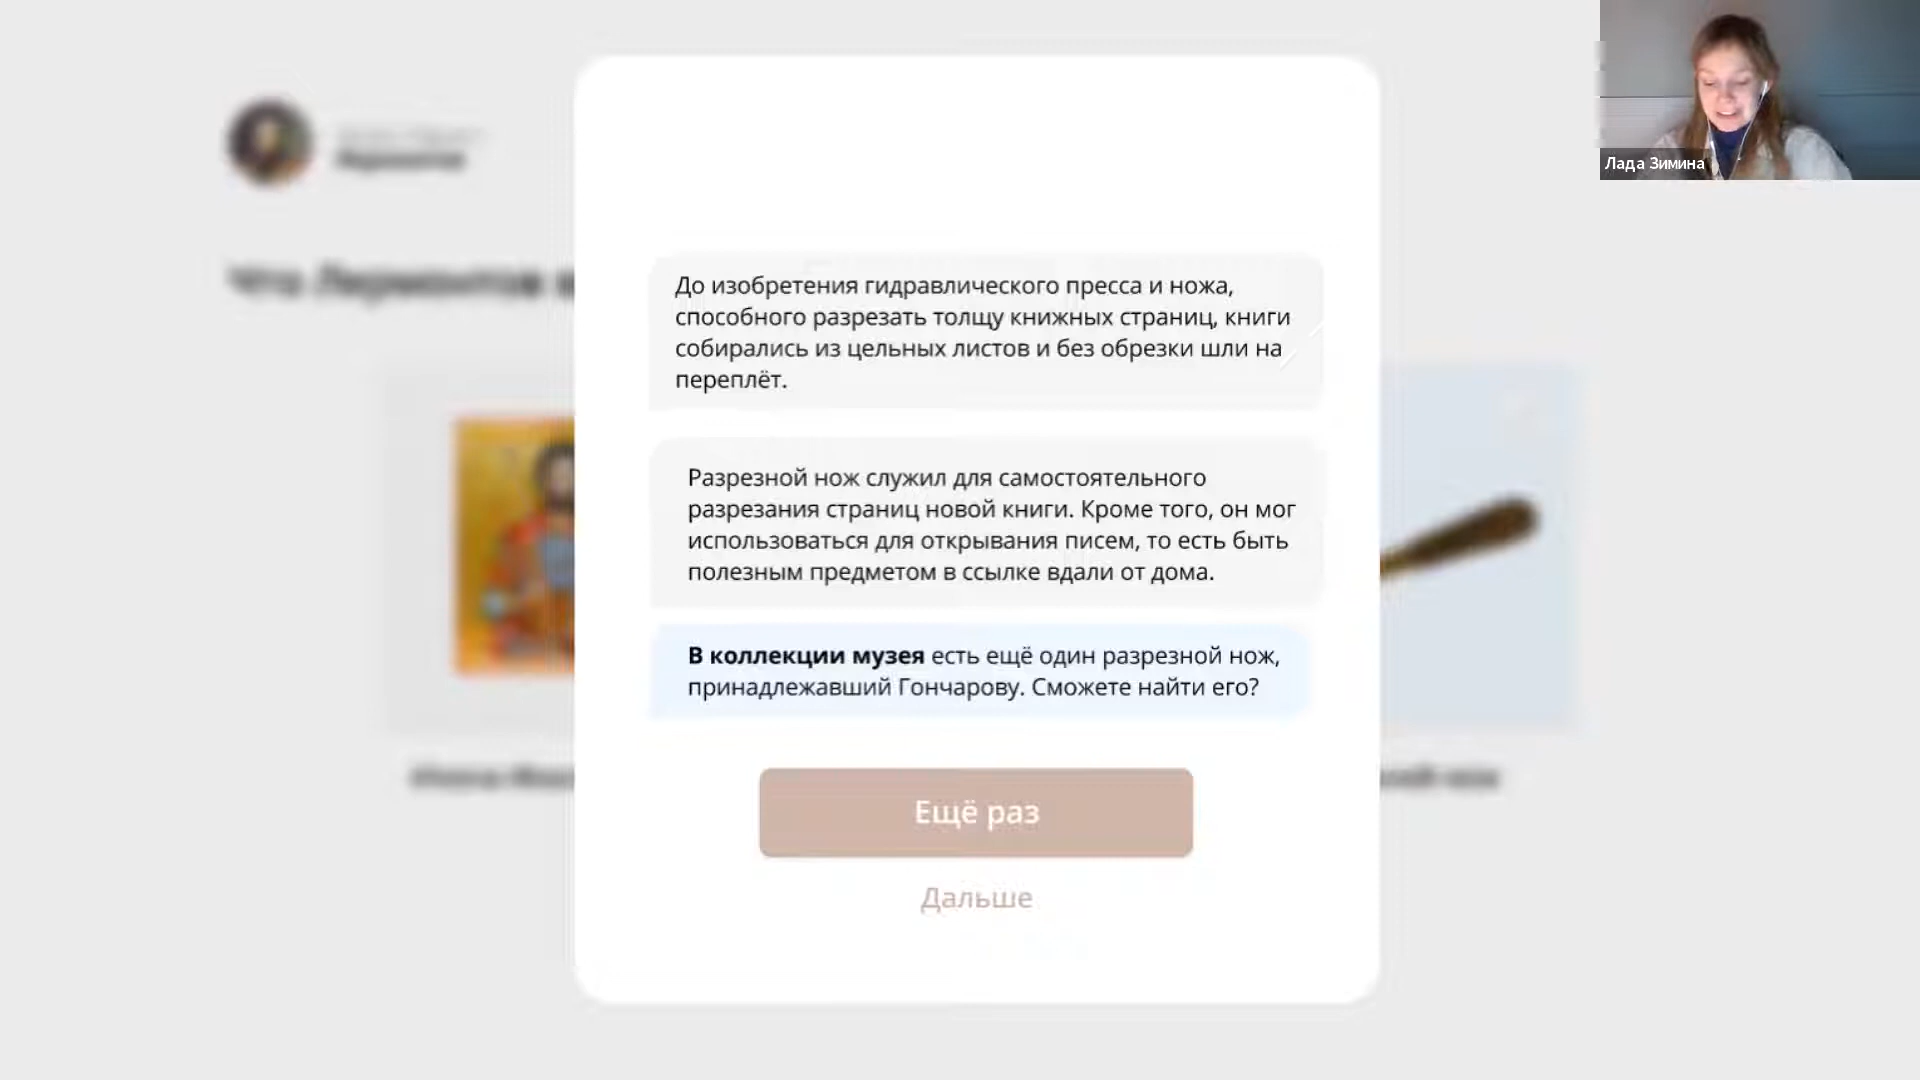 Лада Зимина
Что Лермонтов
До изобретения гидравлического пресса и ножа,
способного разрезать толщу книжных страниц, книги
собирались из цельных листов и без обрезки шли на
переплёт.
Разрезной нож служил для самостоятельного
разрезания страниц новой книги. Кроме того, он мог
использоваться для открывания писем, то есть быть
полезным предметом в ссылке вдали от дома.
В коллекции музея есть ещё один разрезной нож,
принадлежавший Гончарову. Сможете найти его?
Ещё раз
Дальше